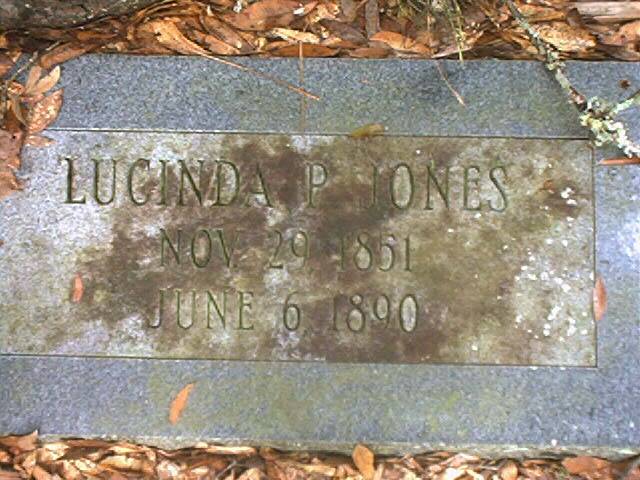 LUCINDA P. JONES
NOV. 29 1851
JUNE 6 1890